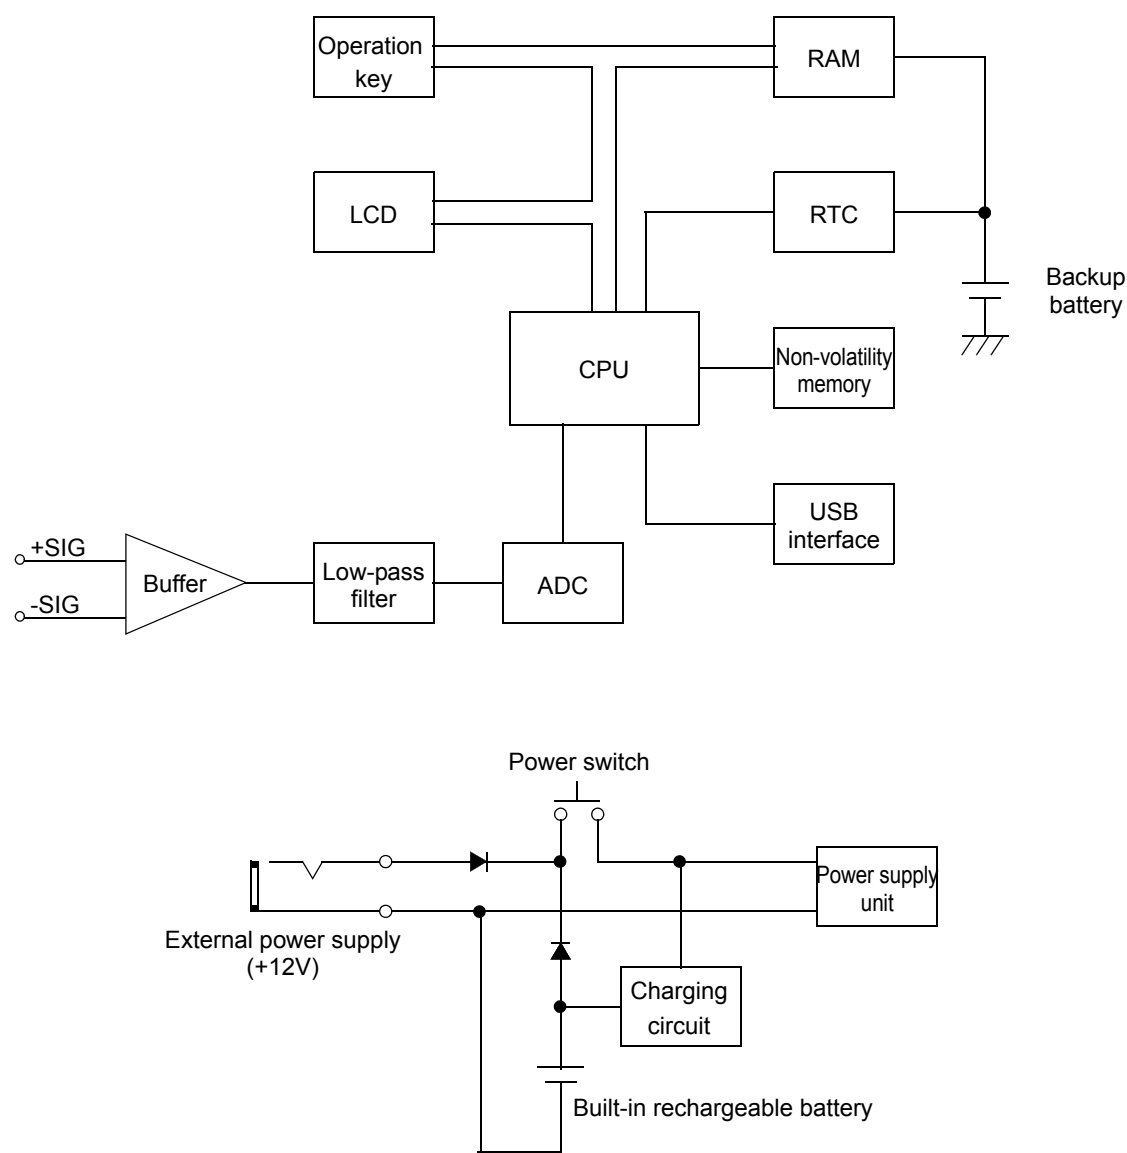 Operation
key
RAM
LCD
RTC
Backup
battery
CPU
Non-volatility
memory
USB
interface
+SIG
-SIG
Buffer
Low-pass
filter
ADC
Power switch
Power supply
unit
External power supply
(+12V)
Charging
circuit
Built-in rechargeable battery